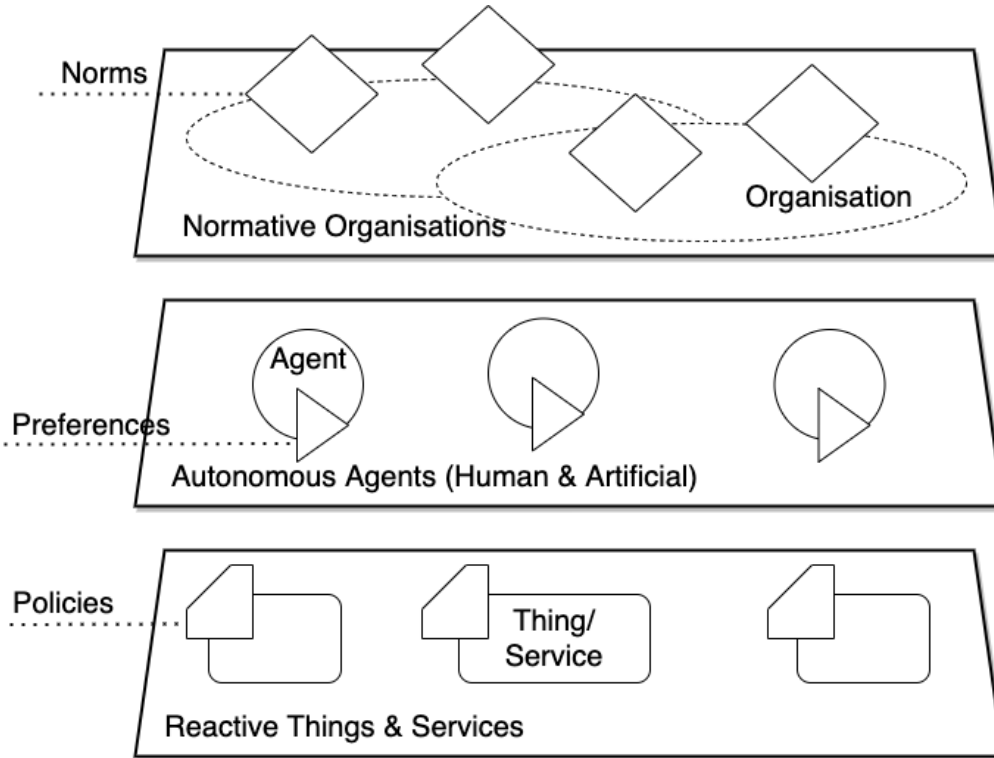 Norms
Organisation
Normative Organisations
Agent
Preferences
Autonomous Agents (Human & Artificial)
Policies
Thing/
Service
Reactive Things & Services